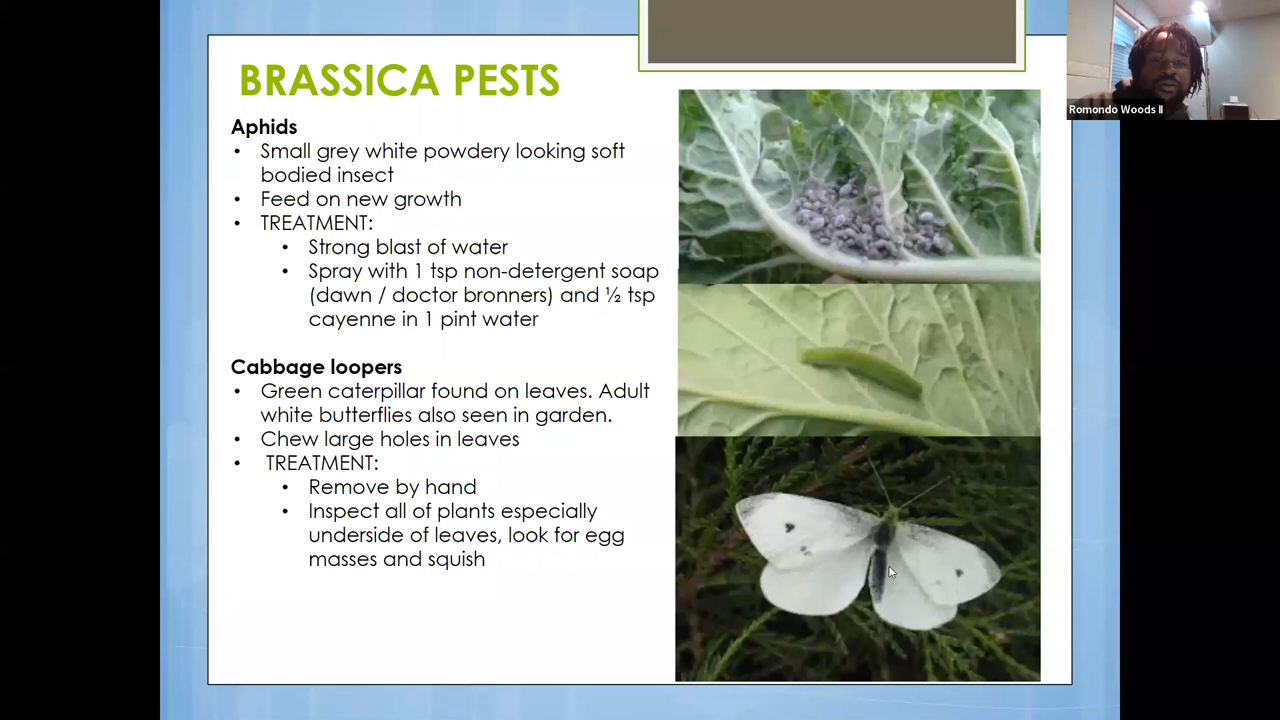 BRASSICA PESTS
Aphids
• Small grey white powdery looking soft
bodied insect
• Feed on new growth
• TREATMENT:
• Strong blast of water
• Spray with 1 tsp non-detergent soap
(dawn / doctor bronners) and ½ tsp
cayenne in 1 pint water
Cabbage loopers
• Green caterpillar found on leaves. Adult
white butterflies also seen in garden.
• Chew large holes in leaves
• TREATMENT:
• Remove by hand
• Inspect all of plants especially
underside of leaves, look for egg
masses and squish
Romondo Woods II